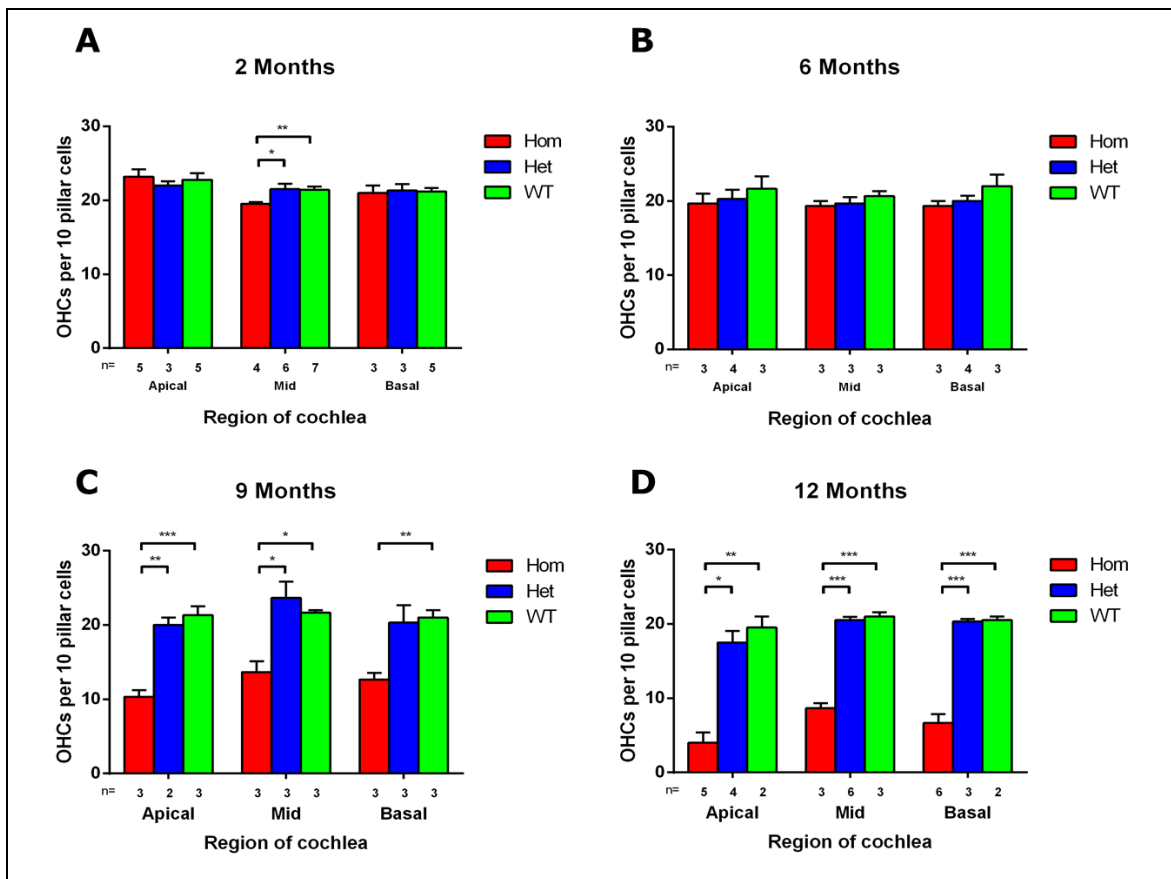 A
2 Months
OHCs per 10 pillar cells
30
20
10
0
** 
*
Hom
Het
WT
n= 5 3 5 4 6 7 3 3 5
Apical Mid Basal
Region of cochlea
B
6 Months
OHCs per 10 pillar cells
30
20
10
0
Hom
Het
WT
n= 3 4 3 3 3 3 3 4 3
Apical Mid Basal
Region of cochlea
C
9 Months
OHCs per 10 pillar cells
30
20
10
0
*** * **
** *
Hom
Het
WT
n= 3 2 3 3 3 3 3 3 3
Apical Mid Basal
Region of cochlea
D
12 Months
OHCs per 10 pillar cells
30
20
10
0
** *** ***
* *** ***
Hom
Het
WT
n= 5 4 2 3 6 3 6 3 2
Apical Mid Basal
Region of cochlea